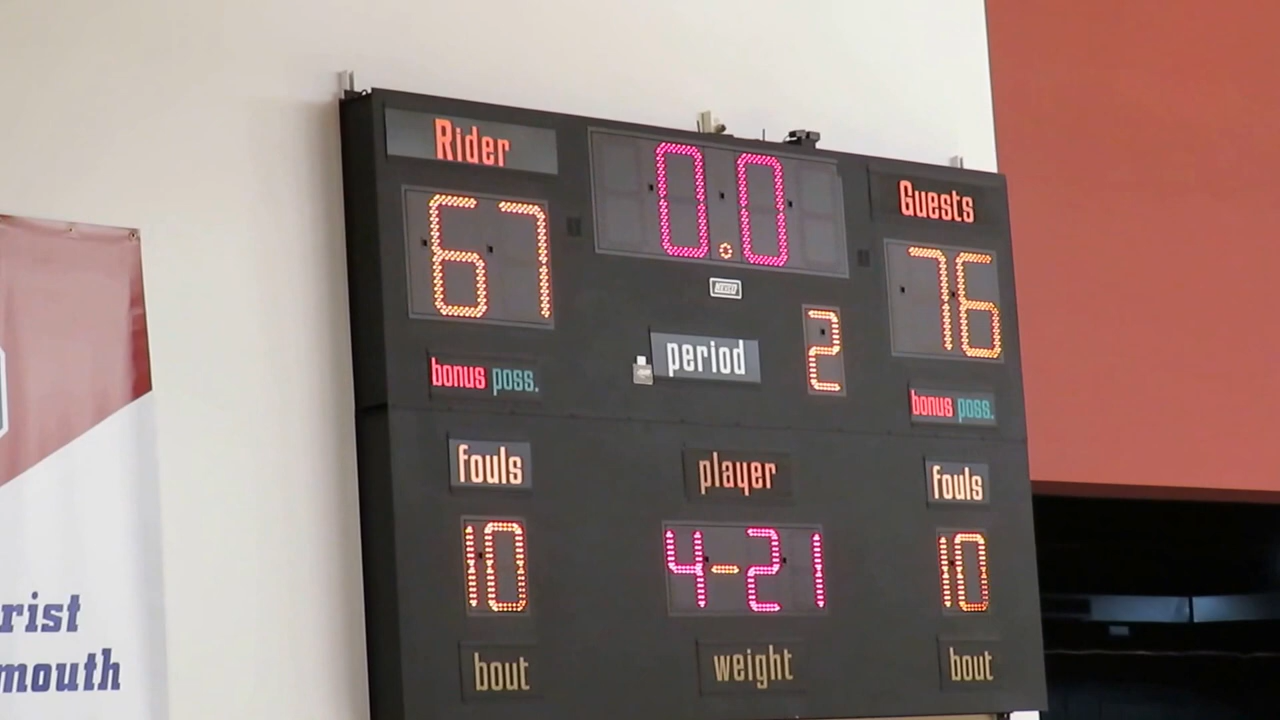 Rider
0.0
Guests
67
76
period
2
bonus poss.
bonus poss.
fouls
player
fouls
10
4-21
10
bout
weight
bout
rist
mouth